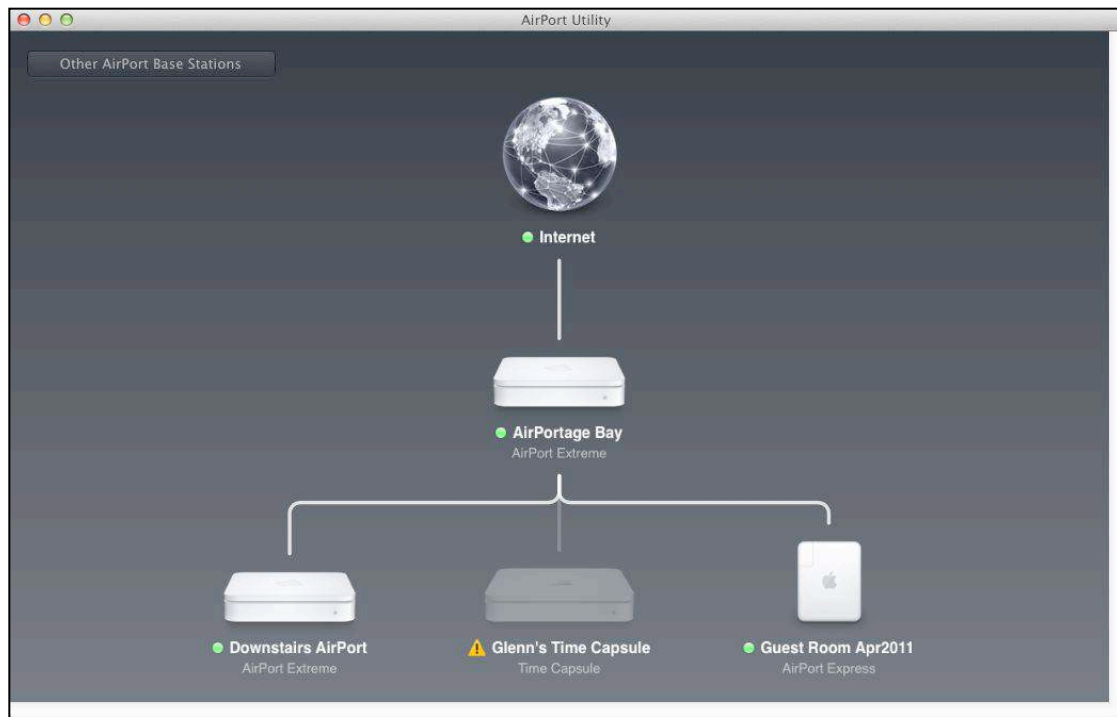 AirPort Utility
Other AirPort Base Stations
Internet
AirPortage Bay
AirPort Extreme
Downstairs AirPort
AirPort Extreme
Glenn's Time Capsule
Time Capsule
Guest Room Apr2011
AirPort Express